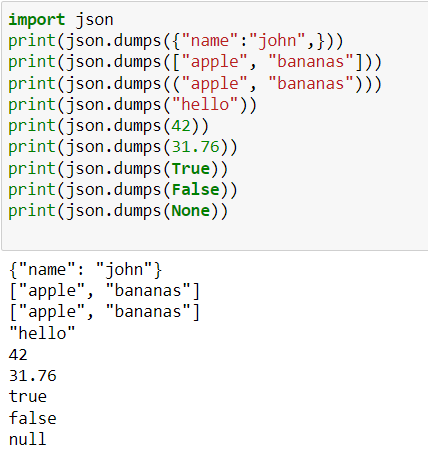 import json
print(json.dumps({"name":"john",}))
print(json.dumps(["apple", "bananas"]))
print(json.dumps(("apple", "bananas")))
print(json.dumps("hello"))
print(json.dumps(42))
print(json.dumps(31.76))
print(json.dumps(True))
print(json.dumps(False))
print(json.dumps(None))
{"name": "john"}
["apple", "bananas"]
["apple", "bananas"]
"hello"
42
31.76
true
false
null